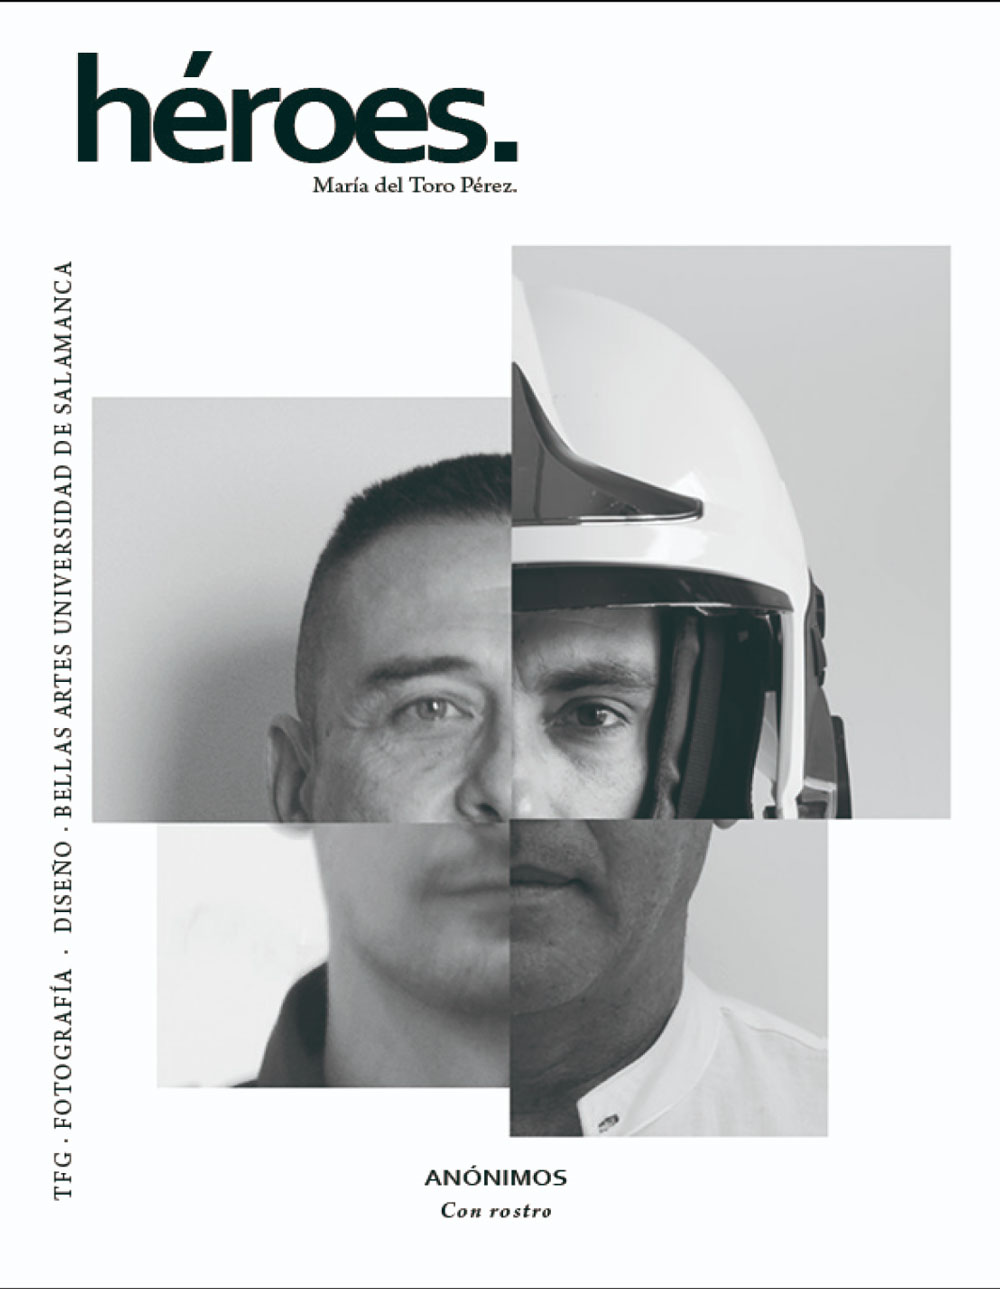 héroes.
María del Toro Pérez.
TFG . FOTOGRAFÍA . DISEÑO . BELLAS ARTES UNIVERSIDAD DE SALAMANCA
ANÓNIMOS
Con rostro